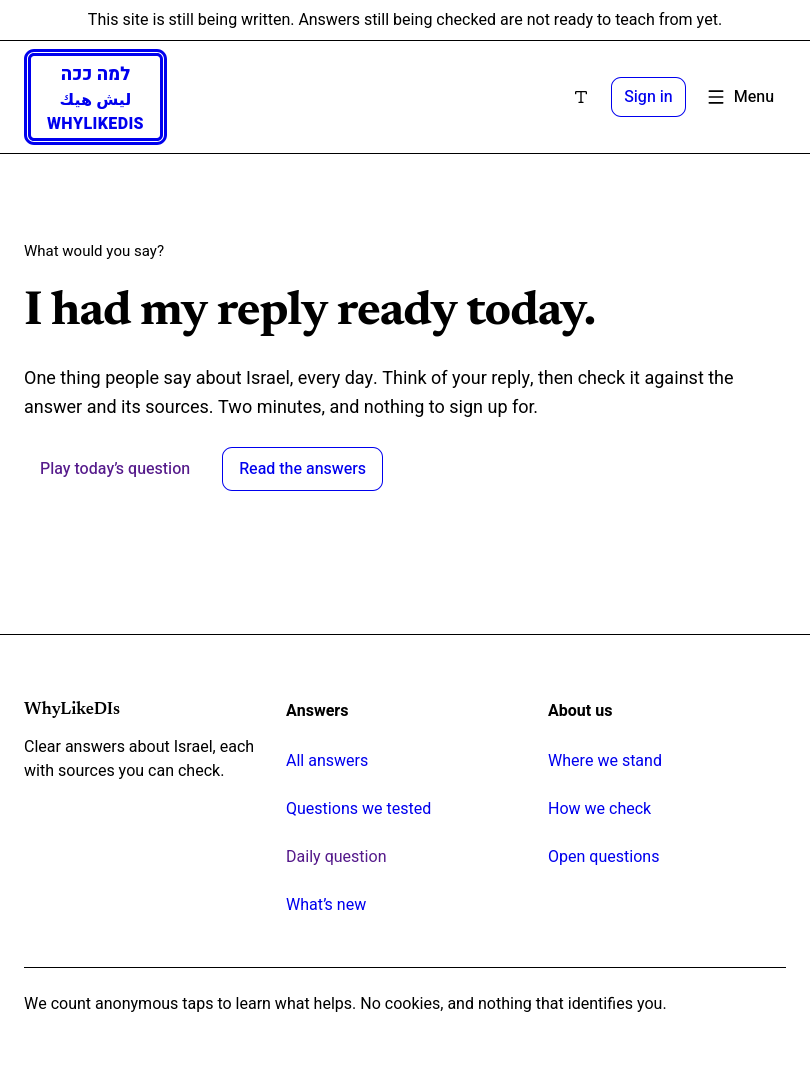 This site is still being written. Answers still being checked are not ready to teach from yet.
למה ככה
ليش هيك
WHYLIKEDIS
T
Sign in
Menu
What would you say?
I had my reply ready today.
One thing people say about Israel, every day. Think of your reply, then check it against the
answer and its sources. Two minutes, and nothing to sign up for.
Play today’s question
Read the answers
WhyLikeDIs
Clear answers about Israel, each
with sources you can check.
Answers
All answers
Questions we tested
Daily question
What’s new
About us
Where we stand
How we check
Open questions
We count anonymous taps to learn what helps. No cookies, and nothing that identifies you.